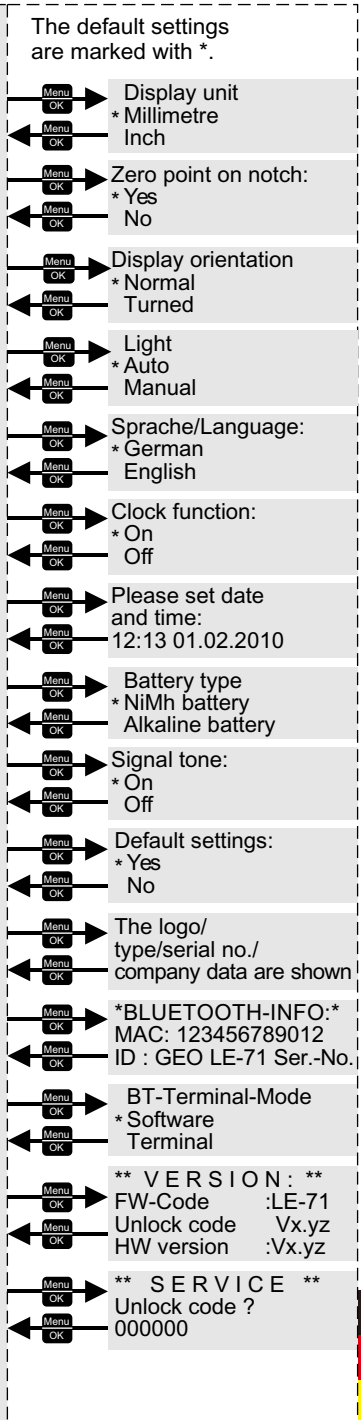 The default settings
are marked with *.
Menu
OK
Display unit
* Millimetre
Menu
OK
Inch
Menu
OK
Zero point on notch:
* Yes
Menu
OK
No
Menu
OK
Display orientation
* Normal
Menu
OK
Turned
Menu
OK
Light
* Auto
Menu
OK
Manual
Menu
OK
Sprache/Language:
* German
Menu
OK
English
Menu
OK
Clock function:
* On
Menu
OK
Off
Menu
OK
Please set date
and time:
Menu
OK
12:13 01.02.2010
Menu
OK
Battery type
* NiMh battery
Menu
OK
Alkaline battery
Menu
OK
Signal tone:
* On
Menu
OK
Off
Menu
OK
Default settings:
* Yes
Menu
OK
No
Menu
OK
The logo/
type/serial no./
Menu
OK
company data are shown
Menu
OK
*BLUETOOTH-INFO:*
MAC: 123456789012
Menu
OK
ID : GEO LE-71 Ser.-No.
Menu
OK
BT-Terminal-Mode
* Software
Menu
OK
Terminal
Menu
OK
** V E R S I O N : **
FW-Code :LE-71
Menu
OK
Unlock code Vx.yz
HW version :Vx.yz
Menu
OK
** S E R V I C E **
Unlock code ?
Menu
OK
000000